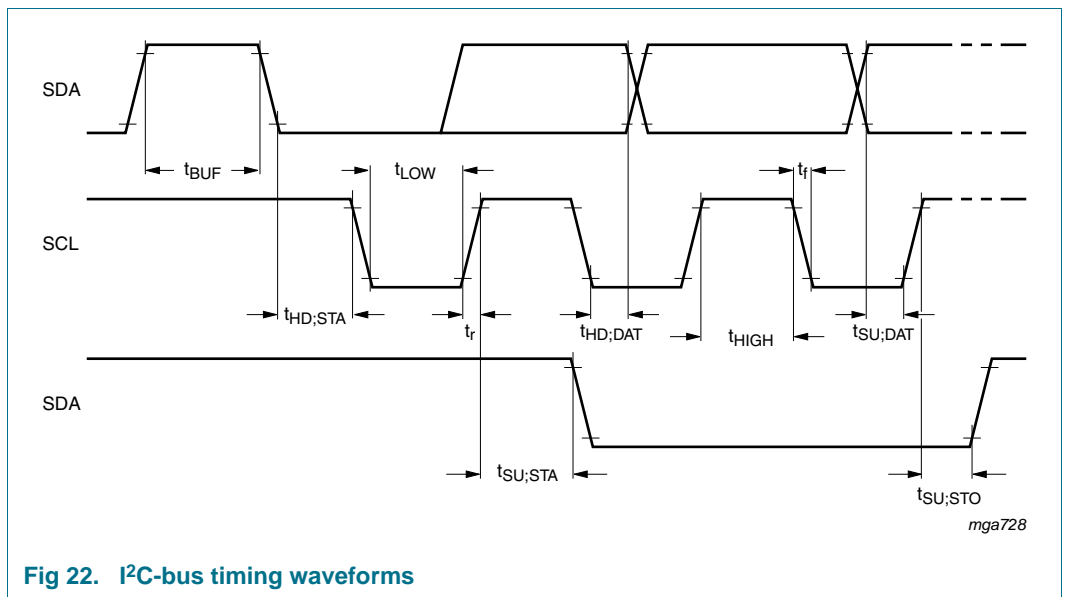 SDA
tBUF
tLOW
tf
SCL
tHD;STA
tr
tHD;DAT
tHIGH
tSU;DAT
SDA
tSU;STA
tSU;STO
mga728
Fig 22. I2C-bus timing waveforms